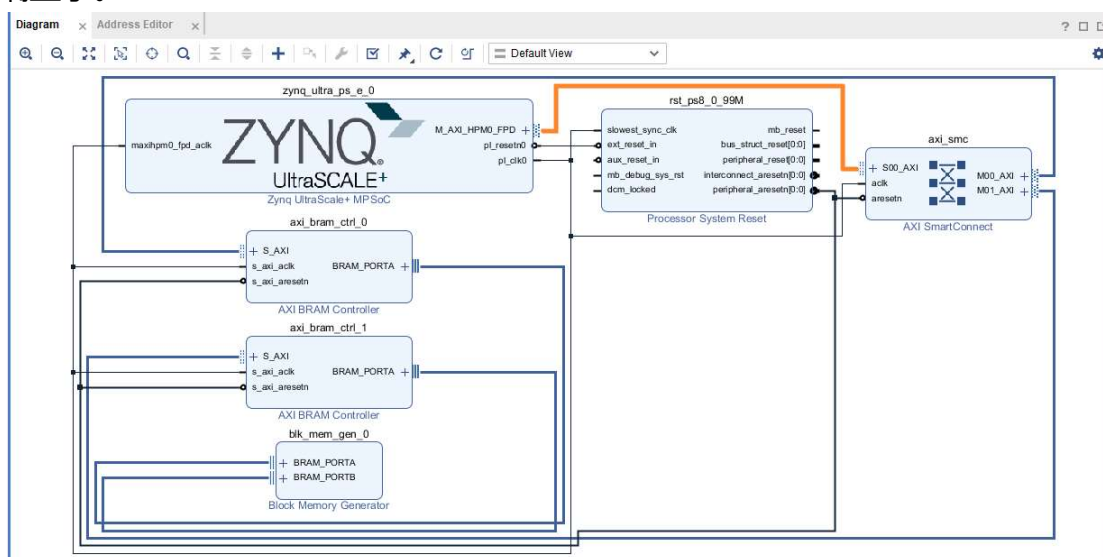 Diagram
Address Editor
Default View
zynq_ultra_ps_e_0
maxihpm0_fpd_aclk
ZYNQ
UltraSCALE+
M_AXI_HPM0_FPD
pl_resetn0
pl_clk0
Zynq UltraScale+ MPSoC
rst_ps8_0_99M
slowest_sync_clk
ext_reset_in
aux_reset_in
mb_debug_sys_rst
dcm_locked
mb_reset
bus_struct_reset[0:0]
peripheral_reset[0:0]
interconnect_aresetn[0:0]
peripheral_aresetn[0:0]
Processor System Reset
axi_smc
S00_AXI
aclk
aresetn
M00_AXI
M01_AXI
AXI SmartConnect
axi_bram_ctrl_0
S_AXI
s_axi_aclk
s_axi_aresetn
BRAM_PORTA
AXI BRAM Controller
axi_bram_ctrl_1
S_AXI
s_axi_aclk
s_axi_aresetn
BRAM_PORTA
AXI BRAM Controller
blk_mem_gen_0
BRAM_PORTA
BRAM_PORTB
Block Memory Generator